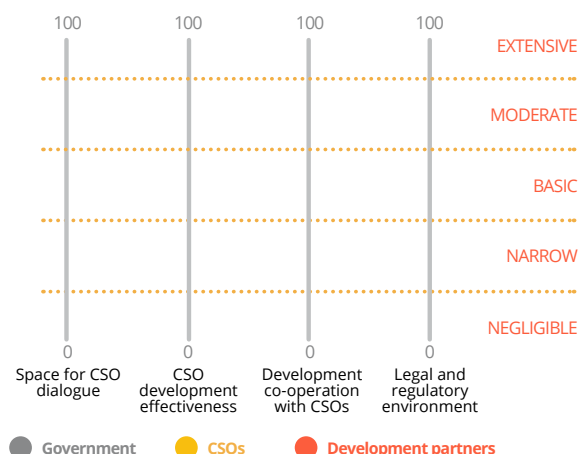 100 100 100 100
EXTENSIVE
MODERATE
BASIC
NARROW
NEGLIGIBLE
0 0 0 0
Space for CSO
dialogue
CSO
development
effectiveness
Development
co-operation
with CSOs
Legal and
regulatory
environment
Government CSOs Development partners